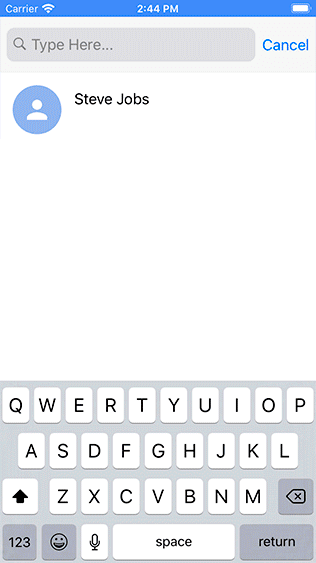 Carrier 2:44 PM
Type Here... Cancel
Steve Jobs
Q W E R T Y U I O P
A S D F G H J K L
Z X C V B N M
123 space return